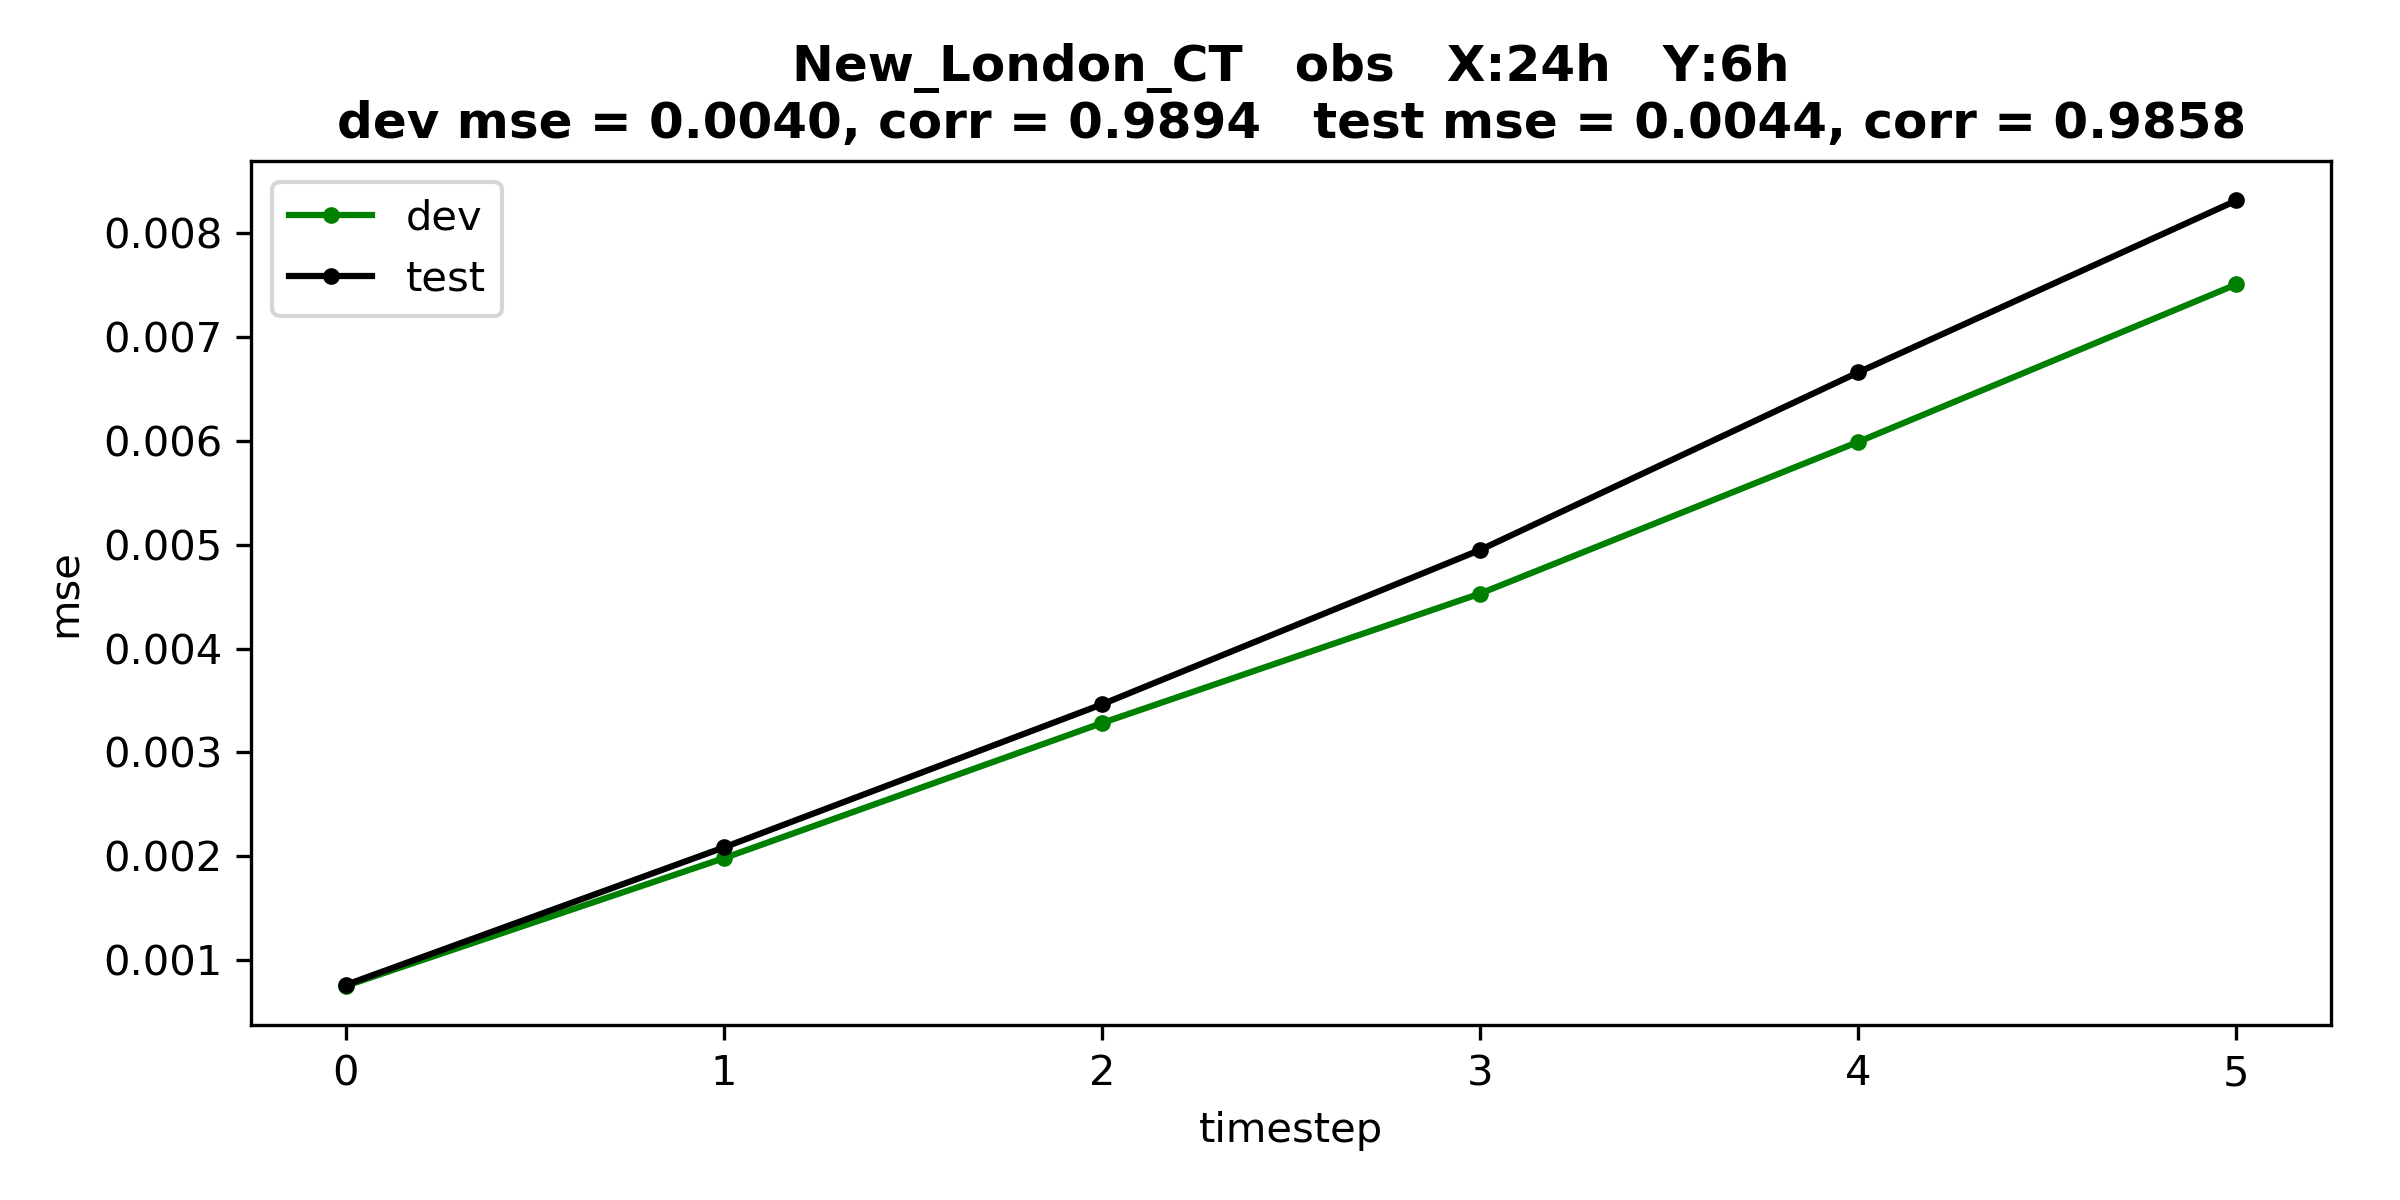 New_London_CT   obs   X:24h   Y:6h
dev mse = 0.0040, corr = 0.9894   test mse = 0.0044, corr = 0.9858
dev
test
0.008
0.007
0.006
0.005
0.004
0.003
0.002
0.001
mse
0 1 2 3 4 5
timestep